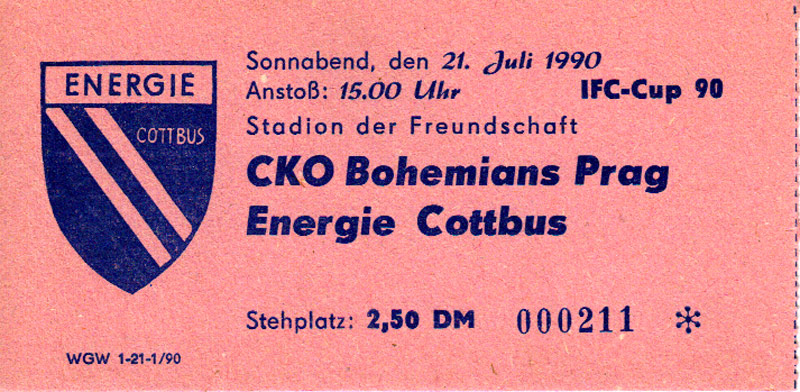 ENERGIE
COTTBUS
Sonnabend, den 21. Juli 1990
Anstoß: 15.00 Uhr IFC-Cup 90
Stadion der Freundschaft
CKO Bohemians Prag
Energie Cottbus
Stehplatz: 2,50 DM 000211 *
WGW 1-21-1/90